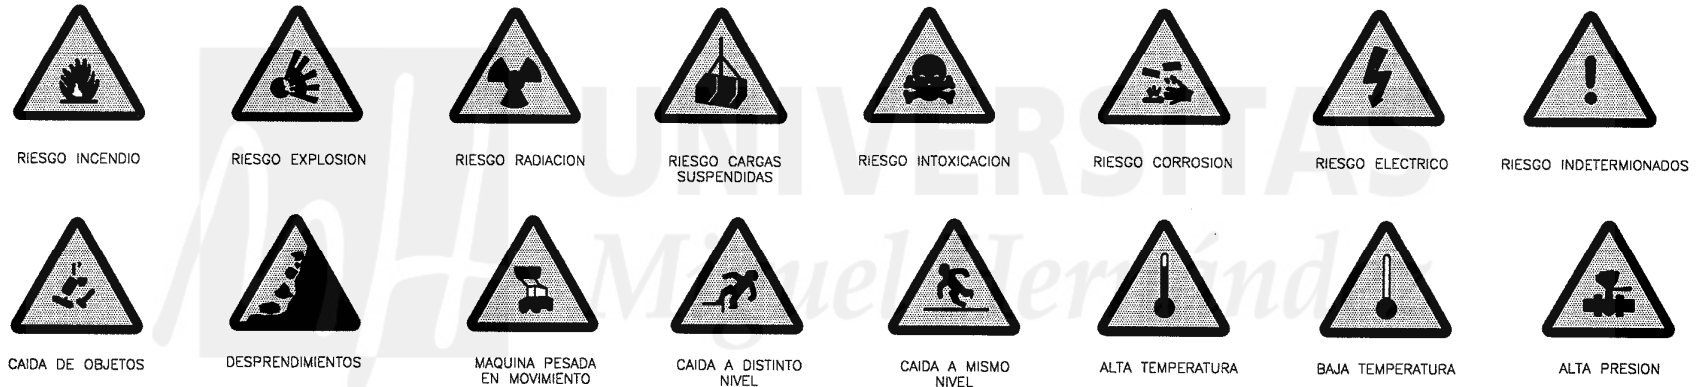 RIESGO INCENDIO
RIESGO EXPLOSION
RIESGO RADIACION
RIESGO CARGAS
SUSPENDIDAS
RIESGO INTOXICACION
RIESGO CORROSION
RIESGO ELECTRICO
RIESGO INDETERMIONADOS
CAIDA DE OBJETOS
DESPRENDIMIENTOS
MAQUINA PESADA
EN MOVIMIENTO
CAIDA A DISTINTO
NIVEL
CAIDA A MISMO
NIVEL
ALTA TEMPERATURA
BAJA TEMPERATURA
ALTA PRESION
UNIVERSITAS
Miguel Hernández